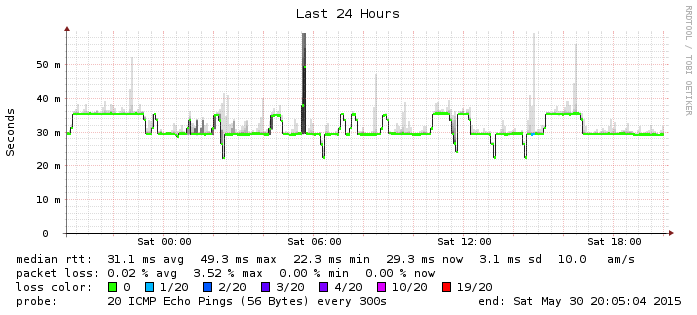 Last 24 Hours
RRDTOOL / TOBI OETIKER
Seconds
50 m
40 m
30 m
20 m
10 m
0
Sat 00:00 Sat 06:00 Sat 12:00 Sat 18:00
median rtt: 31.1 ms avg 49.3 ms max 22.3 ms min 29.3 ms now 3.1 ms sd 10.0 am/s
packet loss: 0.02 % avg 3.52 % max 0.00 % min 0.00 % now
loss color: 0 1/20 2/20 3/20 4/20 10/20 19/20
probe: 20 ICMP Echo Pings (56 Bytes) every 300s end: Sat May 30 20:05:04 2015